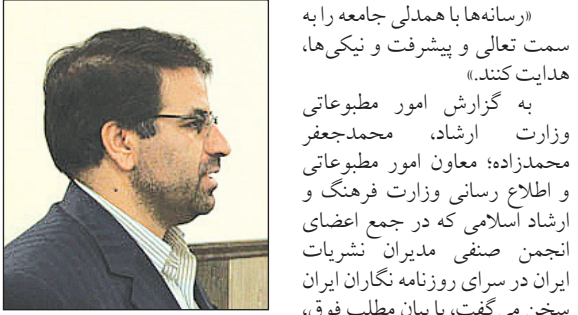 «رسانه‌ها با همدلی جامعه را به
سمت تعالی و پیشرفت و نیکی‌ها،
هدایت کنند.»
به گزارش امور مطبوعاتی
وزارت ارشاد، محمدجعفر
محمدزاده؛ معاون امور مطبوعاتی
و اطلاع رسانی وزارت فرهنگ و
ارشاد اسلامی که در جمع اعضای
انجمن صنفی مدیران نشریات
ایران در سرای روزنامه نگاران ایران
سخن می‌گفت، با بیان مطلب فوق،